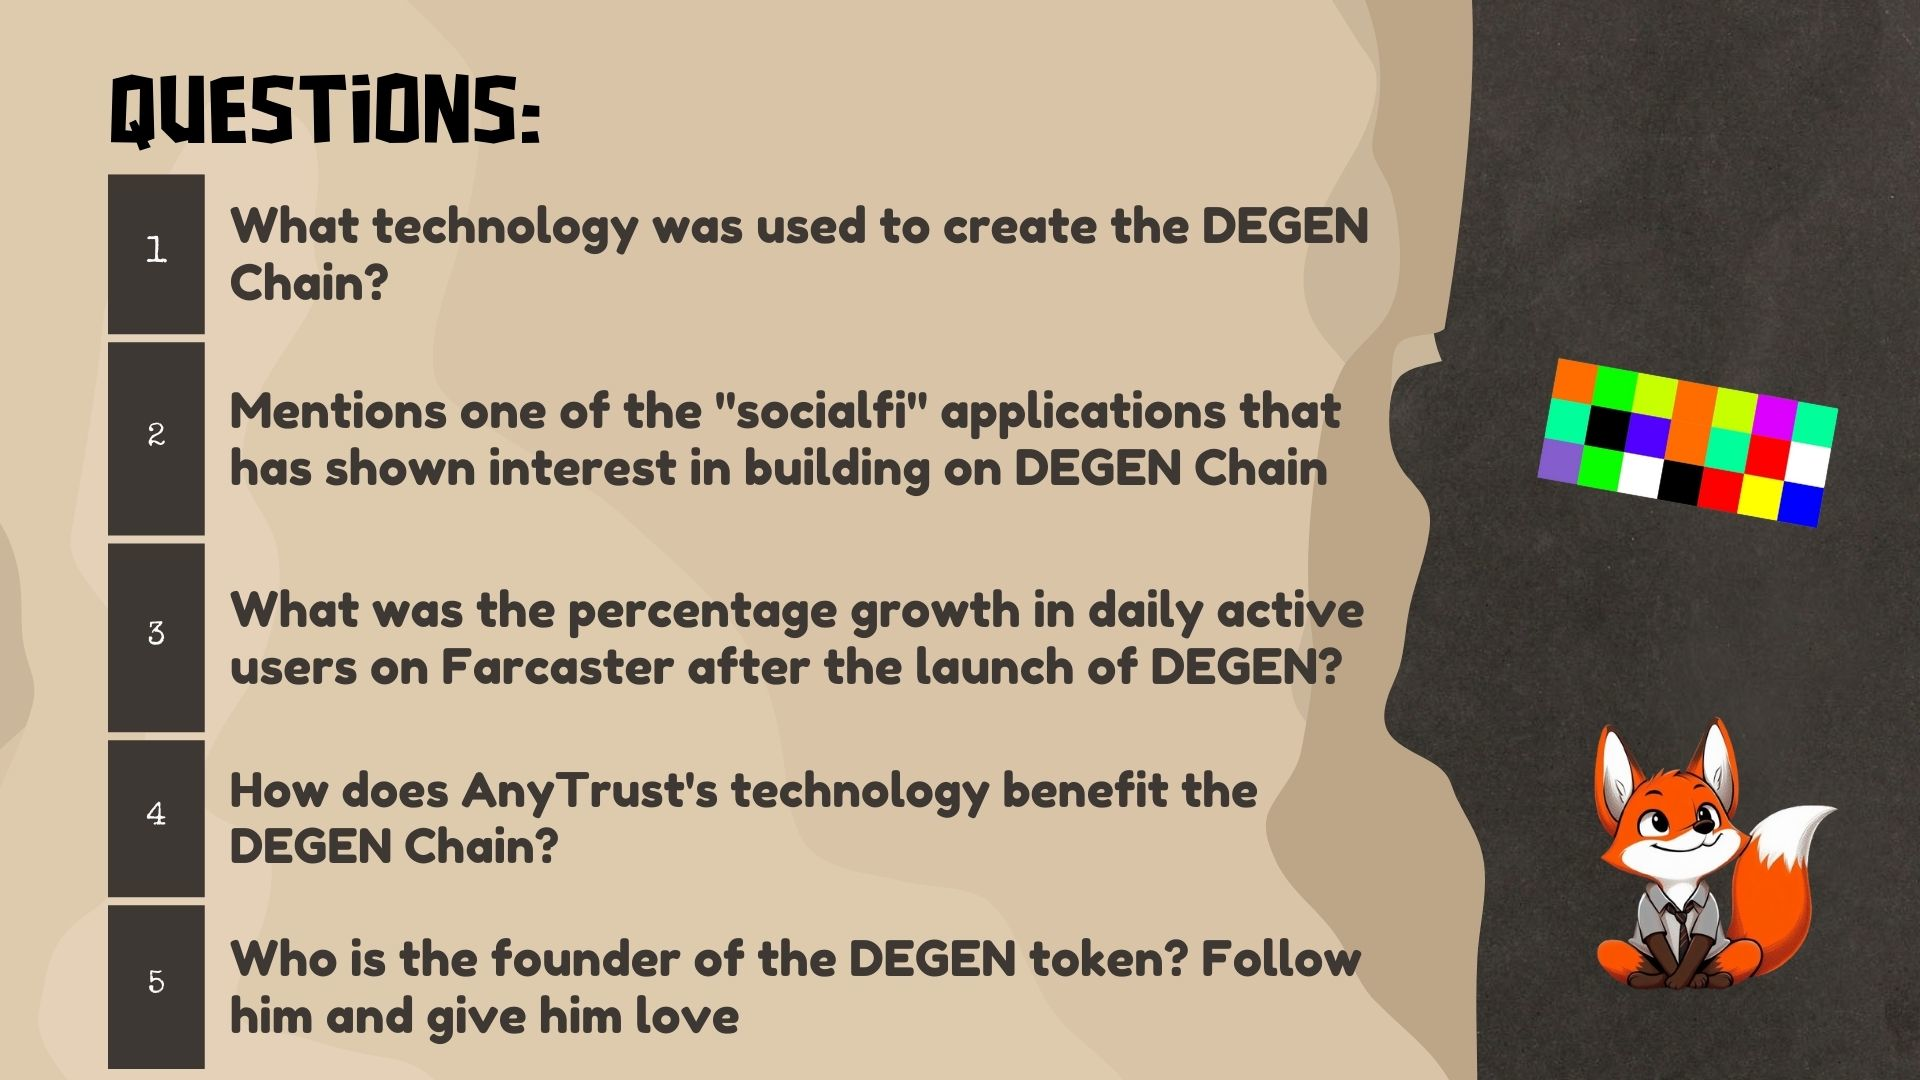 QUESTIONS:
1
What technology was used to create the DEGEN
Chain?
2
Mentions one of the "socialfi" applications that
has shown interest in building on DEGEN Chain
3
What was the percentage growth in daily active
users on Farcaster after the launch of DEGEN?
4
How does AnyTrust's technology benefit the
DEGEN Chain?
5
Who is the founder of the DEGEN token? Follow
him and give him love